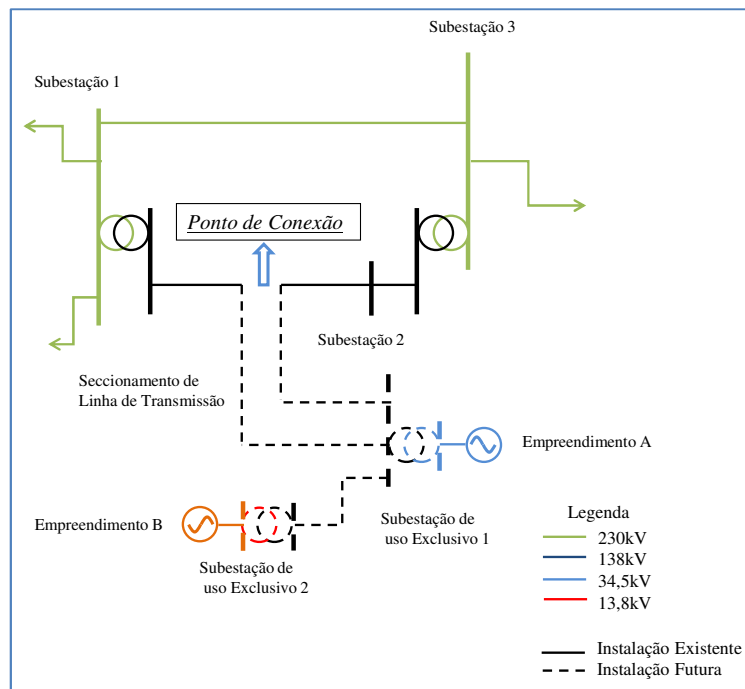 Subestação 3
Subestação 1
Ponto de Conexão
Subestação 2
Seccionamento de
Linha de Transmissão
Empreendimento A
Empreendimento B
Subestação de
uso Exclusivo 1
Subestação de
uso Exclusivo 2
Legenda
230kV
138kV
34,5kV
13,8kV
Instalação Existente
Instalação Futura